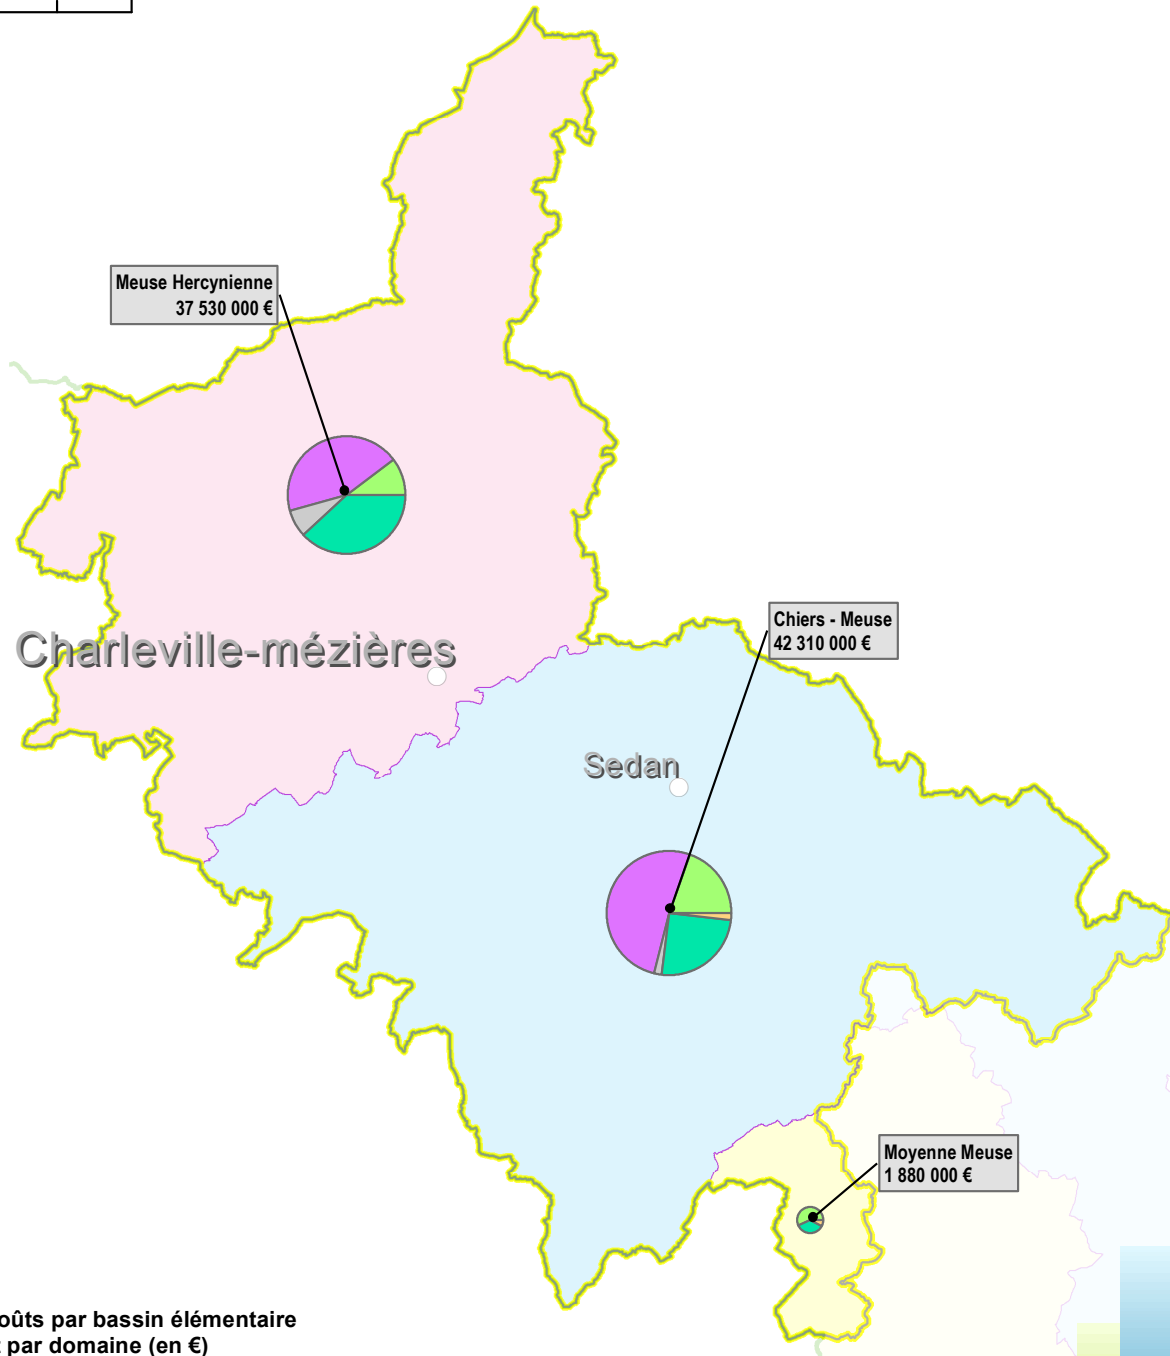 Meuse Hercynienne
37 530 000 €
Chiers - Meuse
42 310 000 €
Charleville-mézières
Sedan
Moyenne Meuse
1 880 000 €
oûts par bassin élémentaire
par domaine (en €)